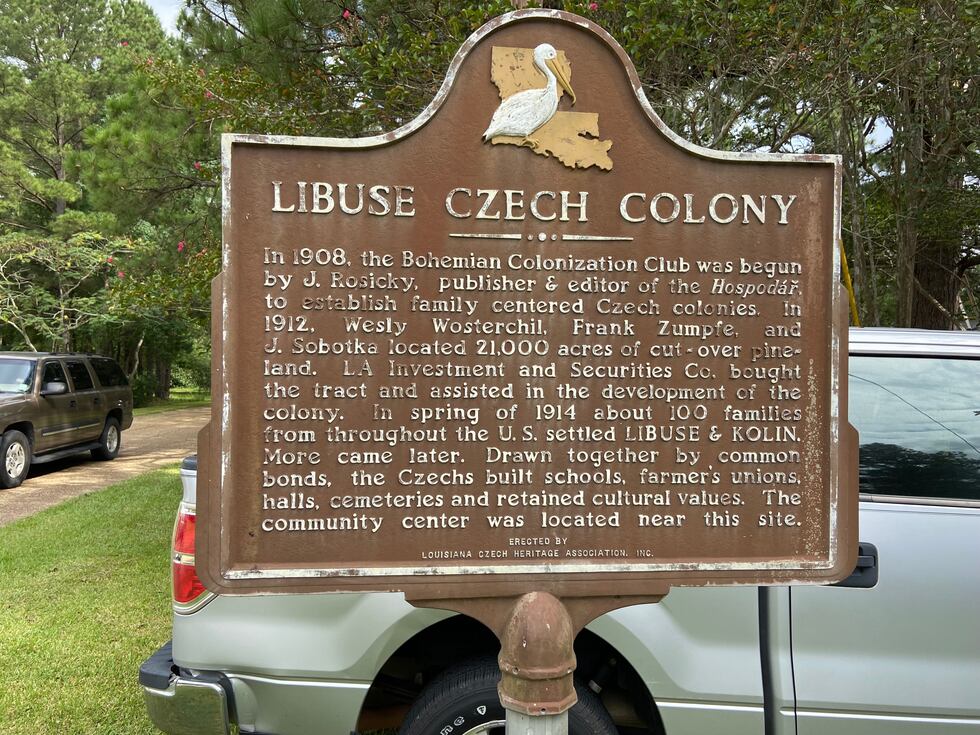 LIBUSE CZECH COLONY
In 1908, the Bohemian Colonization Club was begun
by J. Rosicky, publisher & editor of the Hospodář,
to establish family centered Czech colonies. In
1912, Wesly Wosterchil, Frank Zumpfe, and
J. Sobotka located 21,000 acres of cut-over pine-
land. LA Investment and Securities Co. bought
the tract and assisted in the development of the
colony. In spring of 1914 about 100 families
from throughout the U.S. settled LIBUSE & KOLIN.
More came later. Drawn together by common
bonds, the Czechs built schools, farmer's unions,
halls, cemeteries and retained cultural values. The
community center was located near this site.
ERECTED BY
LOUISIANA CZECH HERITAGE ASSOCIATION, INC.